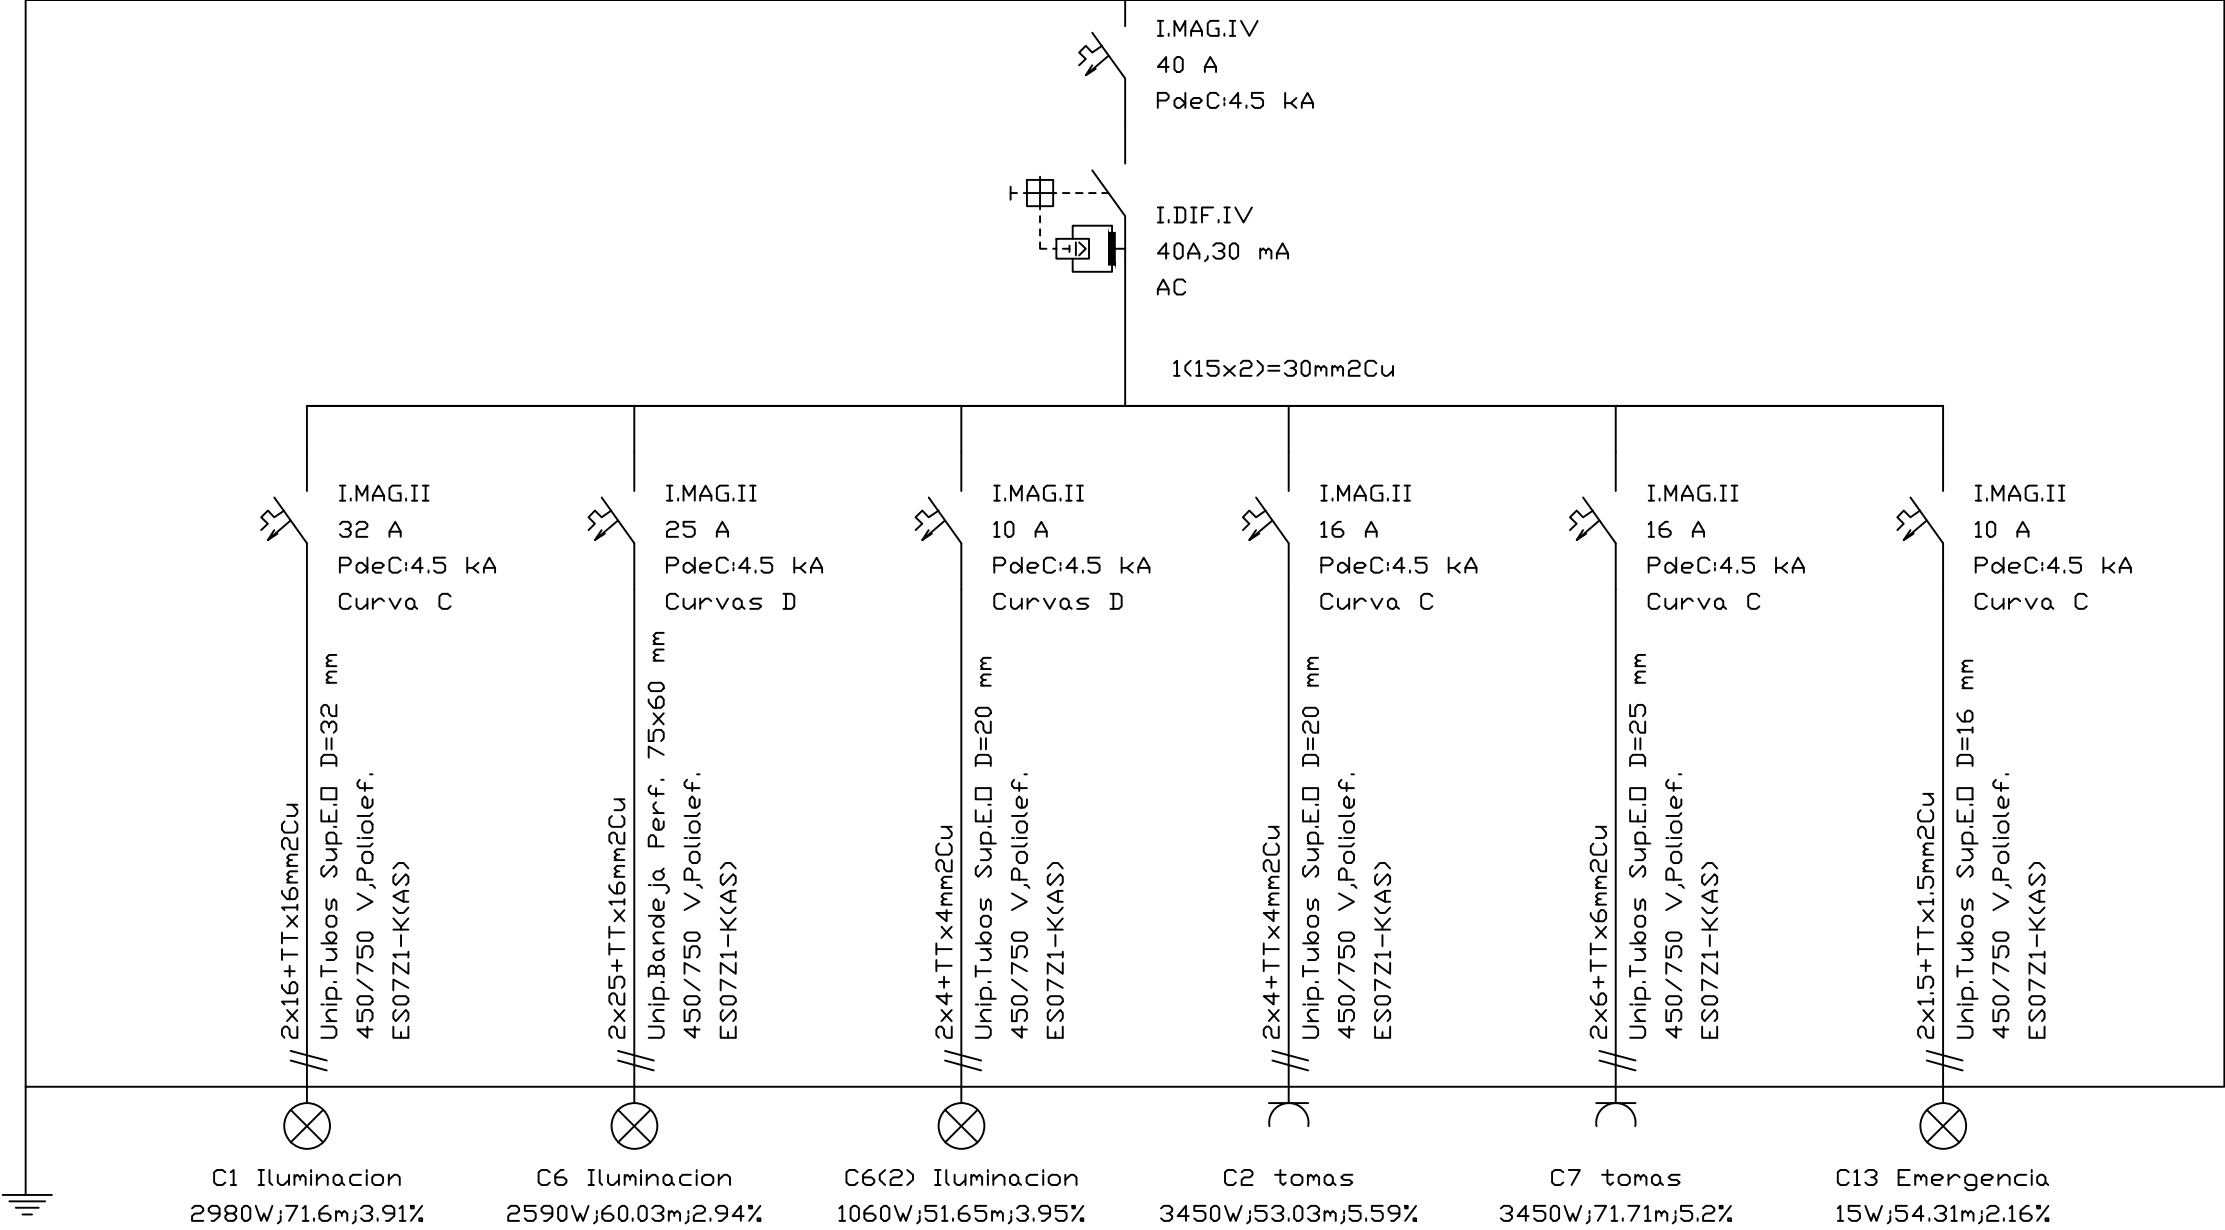 I.MAG.IV
40 A
PdeC:4.5 kA
I.DIF.IV
40A,30 mA
AC
1(15x2)=30mm2Cu
I.MAG.II
32 A
PdeC:4.5 kA
Curva C
2x16+TTx16mm2Cu
Unip.Tubos Sup.E.O D=32 mm
450/750 V,Poliolef.
ES07Z1-K(AS)
C1 Iluminacion
2980W;71.6m;3.91%
I.MAG.II
25 A
PdeC:4.5 kA
Curvas D
2x25+TTx16mm2Cu
Unip.Bandeja Perf. 75x60 mm
450/750 V,Poliolef.
ES07Z1-K(AS)
C6 Iluminacion
2590W;60.03m;2.94%
I.MAG.II
10 A
PdeC:4.5 kA
Curvas D
2x4+TTx4mm2Cu
Unip.Tubos Sup.E.O D=20 mm
450/750 V,Poliolef.
ES07Z1-K(AS)
C6(2) Iluminacion
1060W;51.65m;3.95%
I.MAG.II
16 A
PdeC:4.5 kA
Curva C
2x4+TTx4mm2Cu
Unip.Tubos Sup.E.O D=20 mm
450/750 V,Poliolef.
ES07Z1-K(AS)
C2 tomas
3450W;53.03m;5.59%
I.MAG.II
16 A
PdeC:4.5 kA
Curva C
2x6+TTx6mm2Cu
Unip.Tubos Sup.E.O D=25 mm
450/750 V,Poliolef.
ES07Z1-K(AS)
C7 tomas
3450W;71.71m;5.2%
I.MAG.II
10 A
PdeC:4.5 kA
Curva C
2x1.5+TTx1.5mm2Cu
Unip.Tubos Sup.E.O D=16 mm
450/750 V,Poliolef.
ES07Z1-K(AS)
C13 Emergencia
15W;54.31m;2.16%